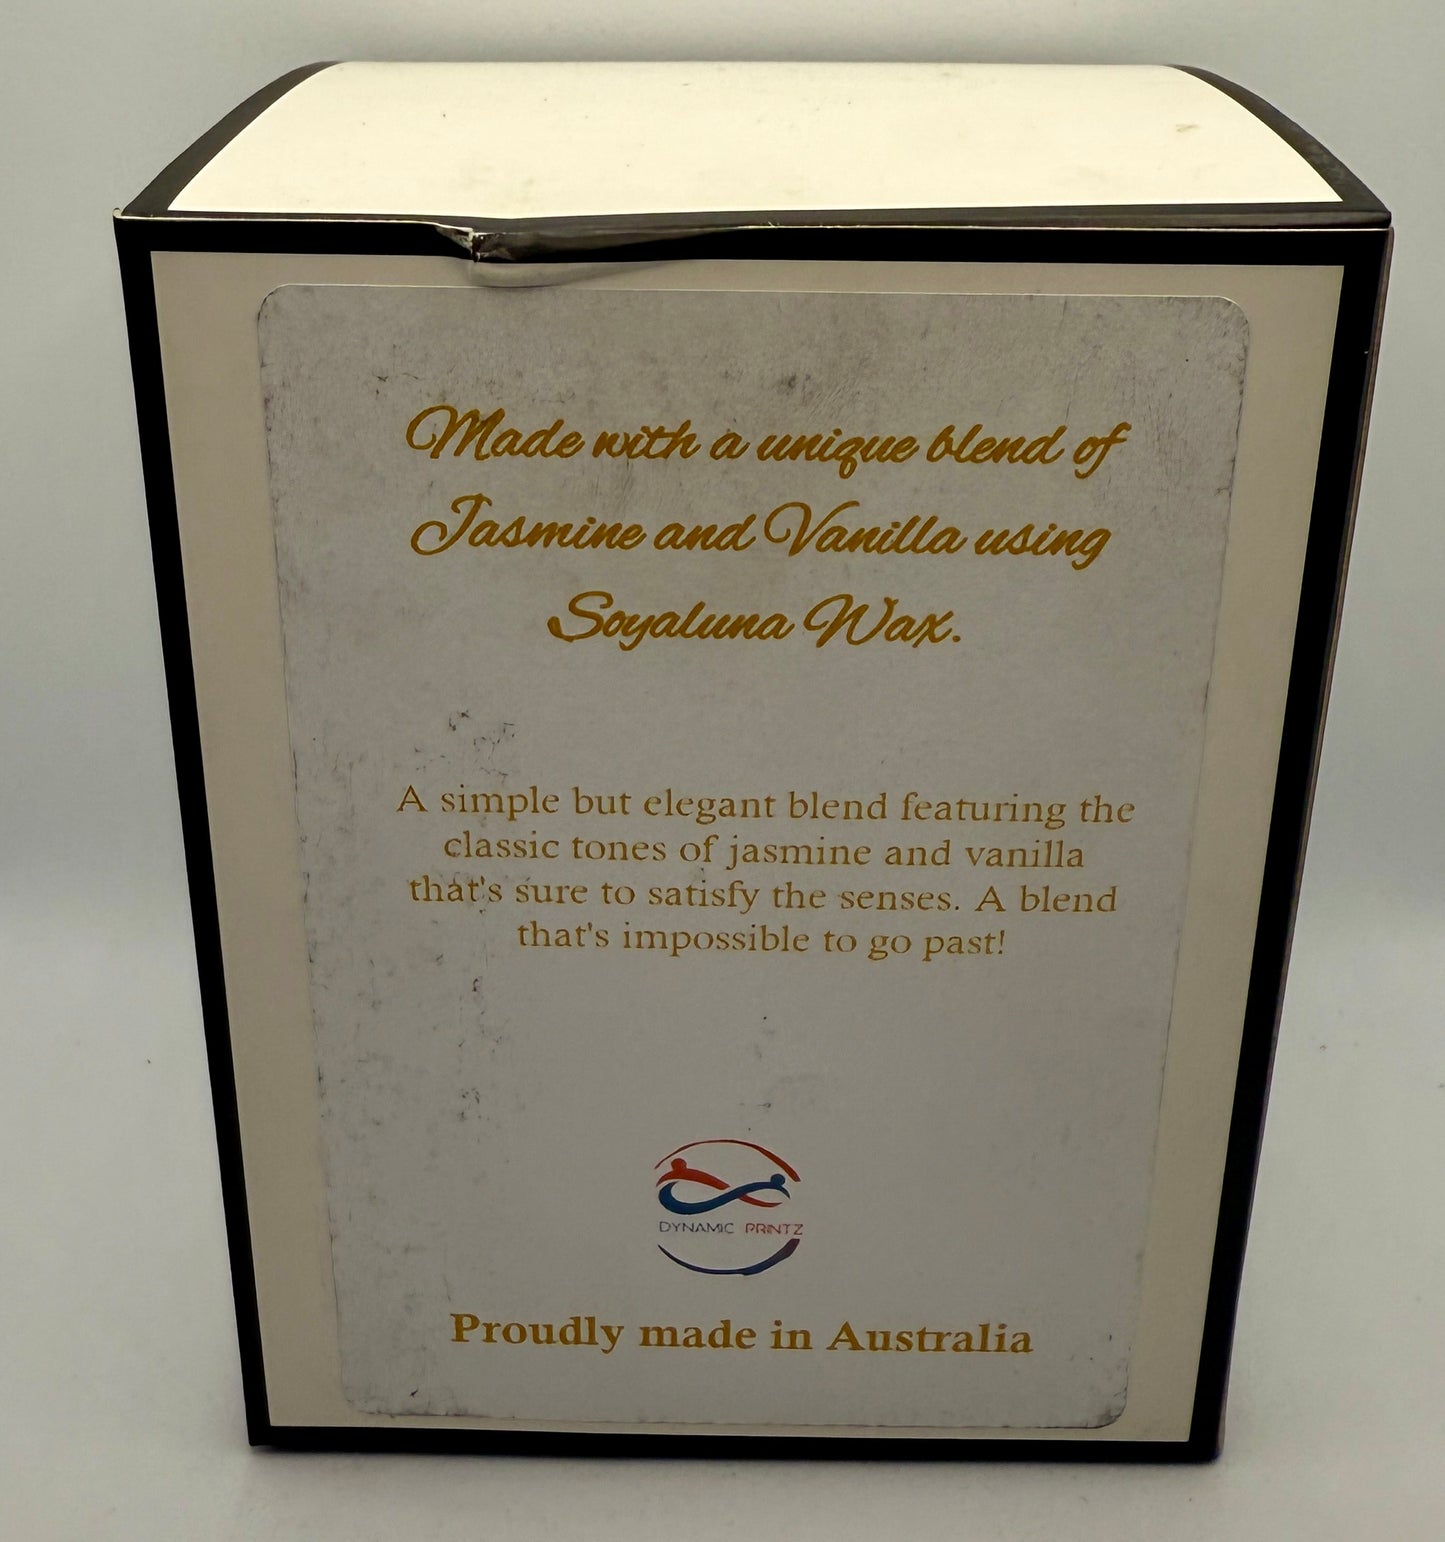 Made with a unique blend of
Jasmine and Vanilla using
Soyaluna Wax.
A simple but elegant blend featuring the
classic tones of jasmine and vanilla
that's sure to satisfy the senses. A blend
that's impossible to go past!
DYNAMIC PRINTZ
Proudly made in Australia